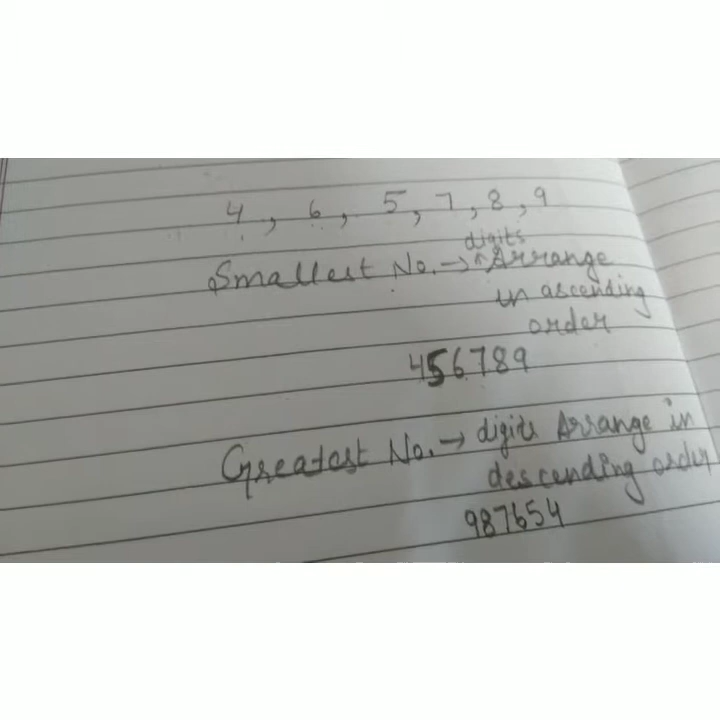 4, 6, 5, 7, 8, 9
digits
Smallest No. → ^Arrange
in ascending
order
456789
Greatest No. → digits Arrange in
descending order
987654